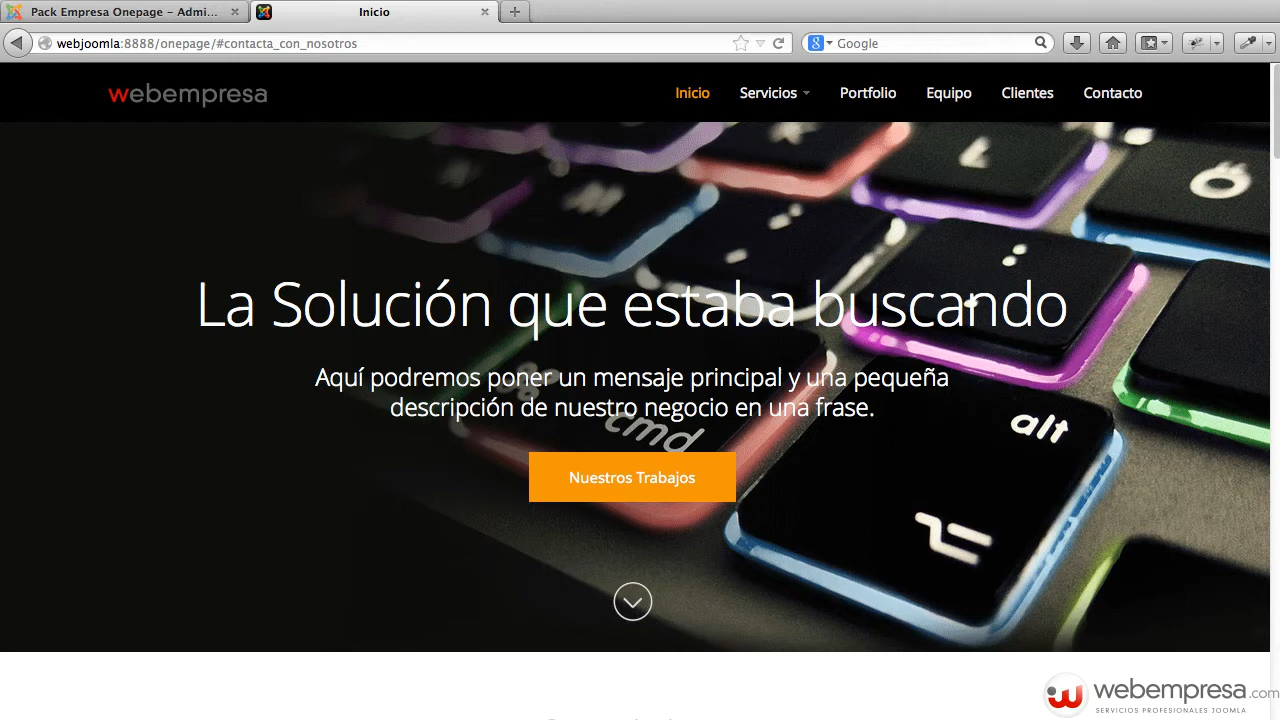 Pack Empresa Onepage – Admi...
Inicio
webjoomla:8888/onepage/#contacta_con_nosotros
Google
webempresa
Inicio
Servicios
Portfolio
Equipo
Clientes
Contacto
La Solución que estaba buscando
Aquí podremos poner un mensaje principal y una pequeña
descripción de nuestro negocio en una frase.
cmd
alt
Nuestros Trabajos
webempresa.com
SERVICIOS PROFESIONALES JOOMLA